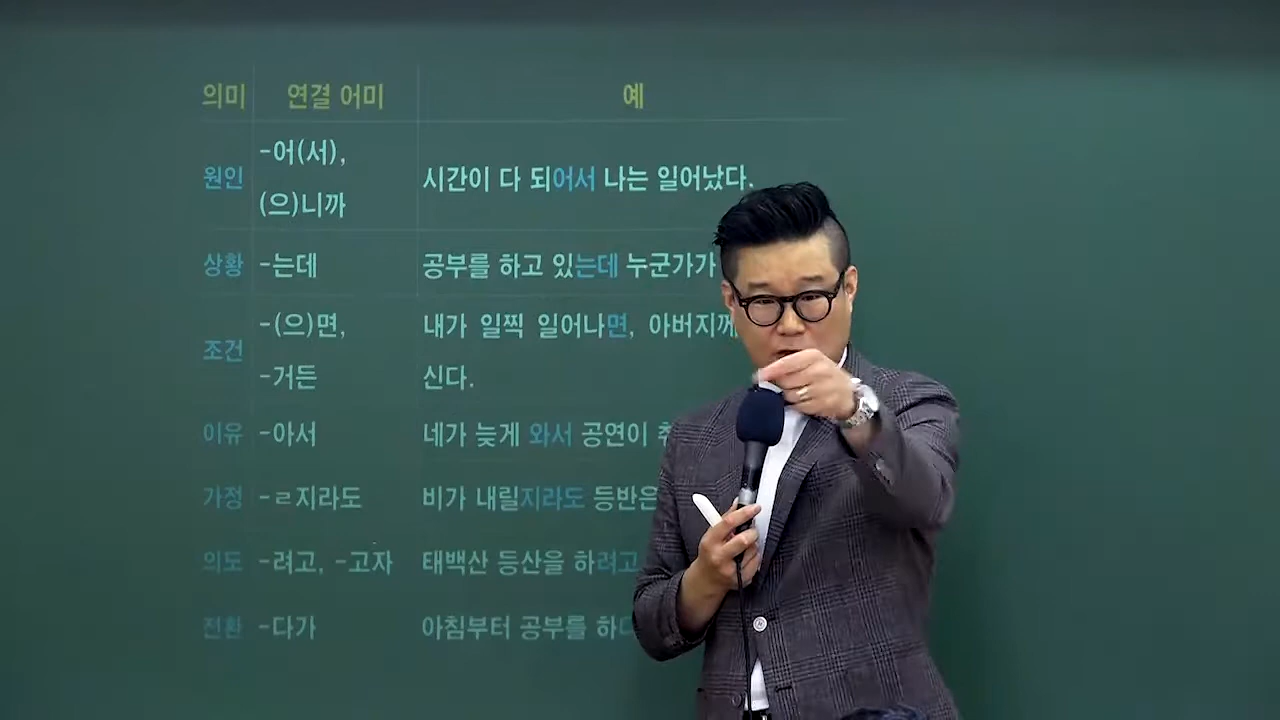 의미 연결 어미 예
-어(서),
원인 시간이 다 되어서 나는 일어났다.
(으)니까
상황 -는데 공부를 하고 있는데 누군가가
-(으)면, 내가 일찍 일어나면, 아버지께
조건
-거든 신다.
이유 -아서 네가 늦게 와서 공연이
가정 -ㄹ지라도 비가 내릴지라도 등반은
의도 -려고, -고자 태백산 등산을 하려고
전환 -다가 아침부터 공부를 하다